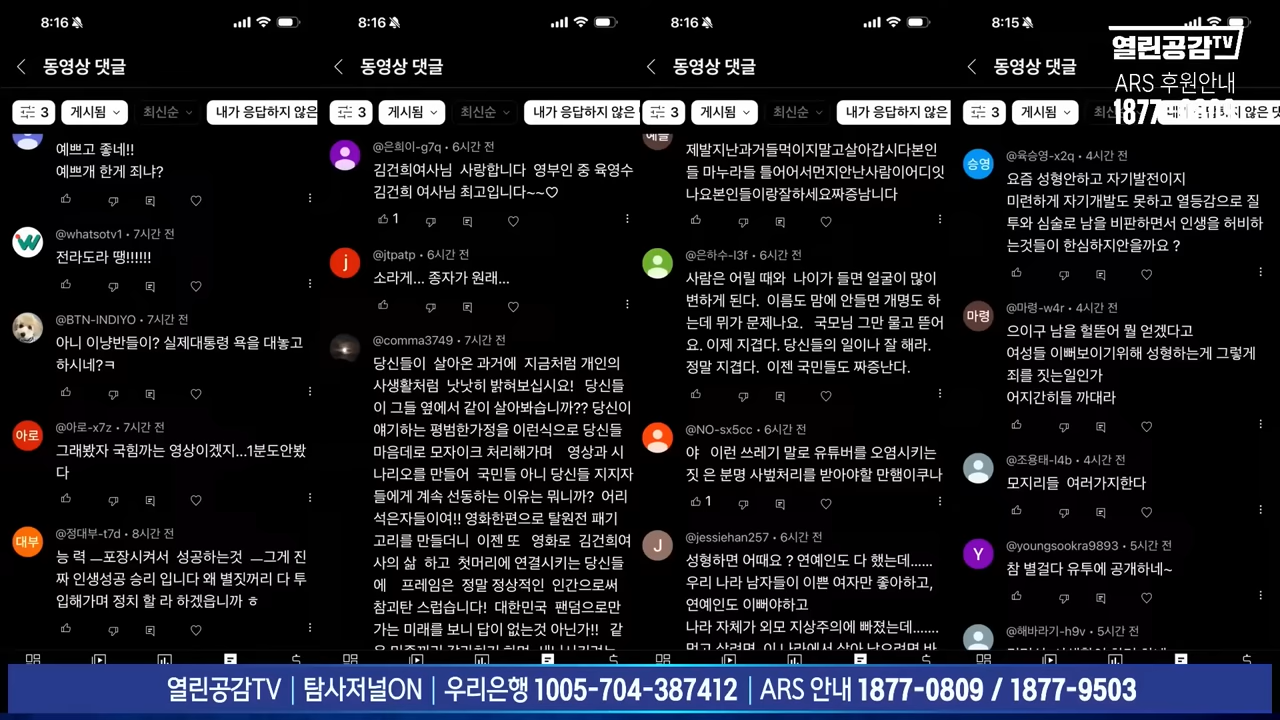 8:16
동영상 댓글
3
게시됨
최신순
내가 응답하지 않은
예쁘고 좋네!!
예쁘개 한게 죄냐?
@whatsotv1 • 7시간 전
전라도라 땡!!!!!!
@BTN-INDIYO • 7시간 전
아니 이냥반들이? 실제대통령 욕을 대놓고
하시네?ㅋ
아로
@아로-x7z • 7시간 전
그래봤자 국힘까는 영상이겠지...1분도안봤
다
대부
@정대부-t7d • 8시간 전
능 력 ㅡ포장시켜서  성공하는것  ㅡ그게 진
짜 인생성공 승리 입니다 왜 별짓꺼리 다 투
입해가며 정치 할 라 하겠읍니까 ㅎ
8:16
동영상 댓글
3
게시됨
최신순
내가 응답하지 않은
@은희이-g7q • 6시간 전
김건희여사님  사랑합니다  영부인 중 육영수
김건희 여사님 최고입니다~~♡
1
j
@jtpatp • 6시간 전
소라게... 종자가 원래...
@comma3749 • 7시간 전
당신들이  살아온 과거에  지금처럼 개인의
사생활처럼  낫낫히 밝혀보십시요!   당신들
이 그들 옆에서 같이 살아봤습니까?? 당신이
얘기하는 평범한가정을 이런식으로 당신들
마음데로 모자이크 처리해가며    영상과 시
나리오를 만들어  국민들 아니 당신들 지지자
들에게 계속 선동하는 이유는 뭐니까?  어리
석은자들이여!! 영화한편으로 탈원전 패기
고리를 만들더니  이젠 또   영화로  김건희여
사의 삶  하고  첫머리에 연결시키는 당신들
에    프레임은  정말 정상적인  인간으로써
참괴탄 스럽습니다!  대한민국  팬덤으로만
가는 미래를 보니 답이 없는것 아닌가!!   같
8:16
동영상 댓글
3
게시됨
최신순
내가 응답하지 않은
제발지난과거들먹이지말고살아갑시다본인
들 마누라들 틀어어서먼지안난사람이어디잇
나요본인들이랑잘하세요짜증납니다
@은하수-l3f • 6시간 전
사람은 어릴 때와  나이가 들면 얼굴이 많이
변하게 된다.  이름도 맘에 안들면 개명도 하
는데 뮈가 문제나요.   국모님 그만 물고 뜯어
요. 이제 지겹다. 당신들의 일이나 잘 해라.
정말 지겹다.  이젠 국민들도 짜증난다.
@NO-sx5cc • 6시간 전
야   이런 쓰레기 말로 유튜버를 오염시키는
짓 은 분명 사벞처리를 받아야할 만햄이쿠나
1
J
@jessiehan257 • 6시간 전
성형하면 어때요 ? 연예인도 다 했는데......
우리 나라 남자들이 이쁜 여자만 좋아하고,
연예인도 이뻐야하고
나라 자체가 외모 지상주의에 빠졌는데.......
8:15
동영상 댓글
3
게시됨
열린공감TV
ARS 후원안내
승영
@육승영-x2q • 4시간 전
요즘 성형안하고 자기발전이지
미련하게 자기개발도 못하고 열등감으로 질
투와 심술로 남을 비판하면서 인생을 허비하
는것들이 한심하지안을까요 ?
마령
@마령-w4r • 4시간 전
으이구 남을 헐뜯어 뭘 얻겠다고
여성들 이뻐보이기위해 성형하는게 그렇게
죄를 짓는일인가
어지간히들 까대라
@조용태-l4b • 4시간 전
모지리들  여러가지한다
Y
@youngsookra9893 • 5시간 전
참 별걸다 유투에 공개하네~
@해바라기-h9v • 5시간 전
열린공감TV | 탐사저널ON | 우리은행 1005-704-387412 | ARS 안내 1877-0809 / 1877-9503